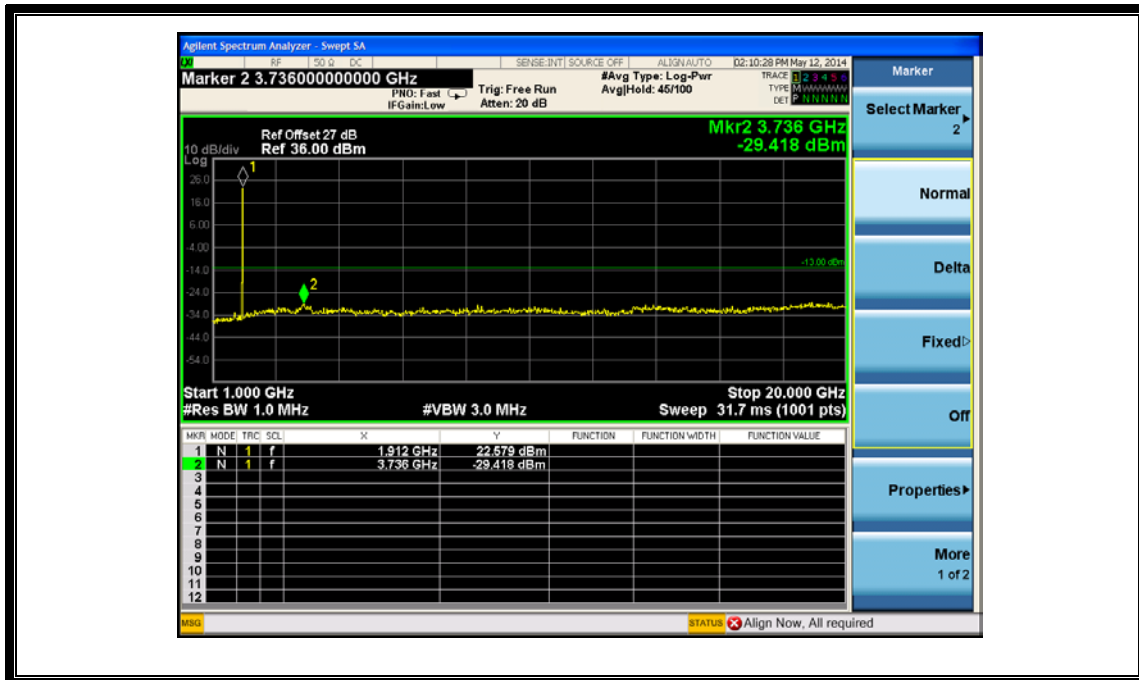 Agilent Spectrum Analyzer - Swept SA
RF 50 Ω DC SENSE:INT SOURCE OFF ALIGN AUTO 02:10:28 PM May 12, 2014
Marker 2 3.736000000000 GHz
PNO: Fast
IFGain:Low
Trig: Free Run
Atten: 20 dB
#Avg Type: Log-Pwr
Avg|Hold: 45/100
TRACE 1 2 3 4 5 6
TYPE M WWWWW
DET P N N N N N
Mkr2 3.736 GHz
-29.418 dBm
Ref Offset 27 dB
10 dB/div Ref 36.00 dBm
Log
26.0
16.0
6.00
-4.00
-14.0
-24.0
-34.0
-44.0
-54.0
1
2
-13.00 dBm
Start 1.000 GHz Stop 20.000 GHz
#Res BW 1.0 MHz #VBW 3.0 MHz Sweep 31.7 ms (1001 pts)
MKR MODE TRC SCL X Y FUNCTION FUNCTION WIDTH FUNCTION VALUE
1 N 1 f 1.912 GHz 22.579 dBm
2 N 1 f 3.736 GHz -29.418 dBm
3
4
5
6
7
8
9
10
11
12
MSG STATUS Align Now, All required
Marker
Select Marker
2
Normal
Delta
Fixed
Off
Properties
More
1 of 2